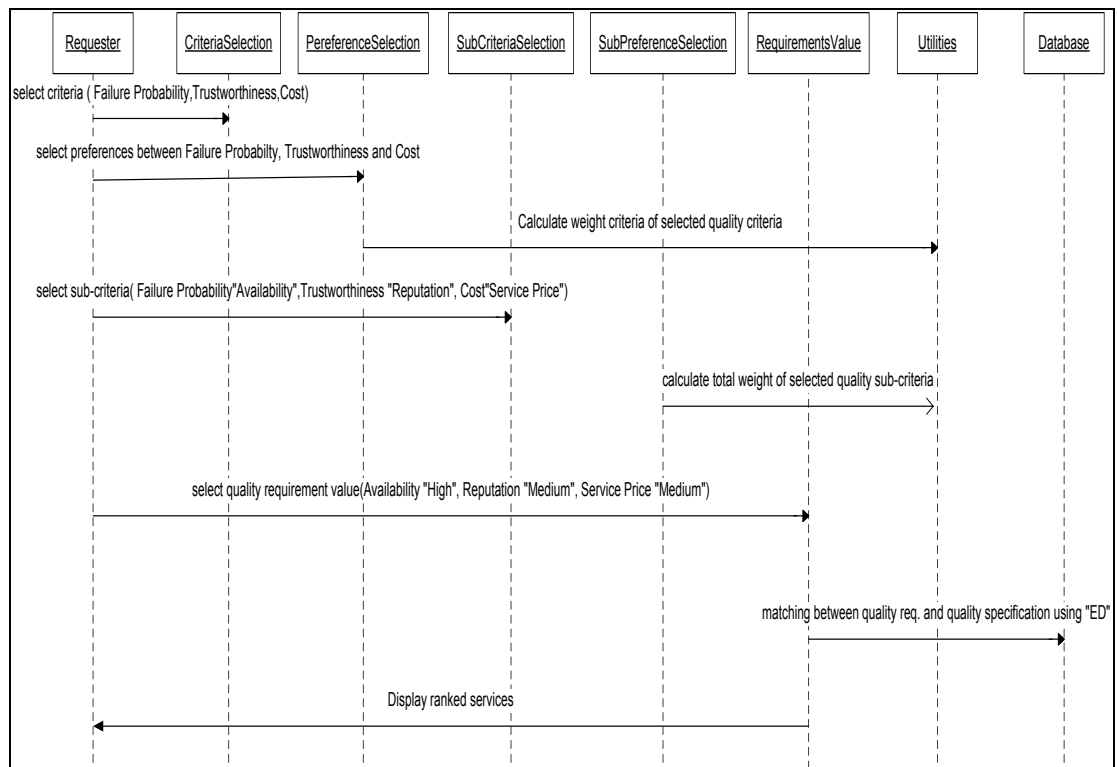 Requester
CriteriaSelection
PereferenceSelection
SubCriteriaSelection
SubPreferenceSelection
RequirementsValue
Utilities
Database
select criteria ( Failure Probability,Trustworthiness,Cost)
select preferences between Failure Probabilty, Trustworthiness and Cost
Calculate weight criteria of selected quality criteria
select sub-criteria( Failure Probability"Availability",Trustworthiness "Reputation", Cost"Service Price")
calculate total weight of selected quality sub-criteria
select quality requirement value(Availability "High", Reputation "Medium", Service Price "Medium")
matching between quality req. and quality specification using "ED"
Display ranked services